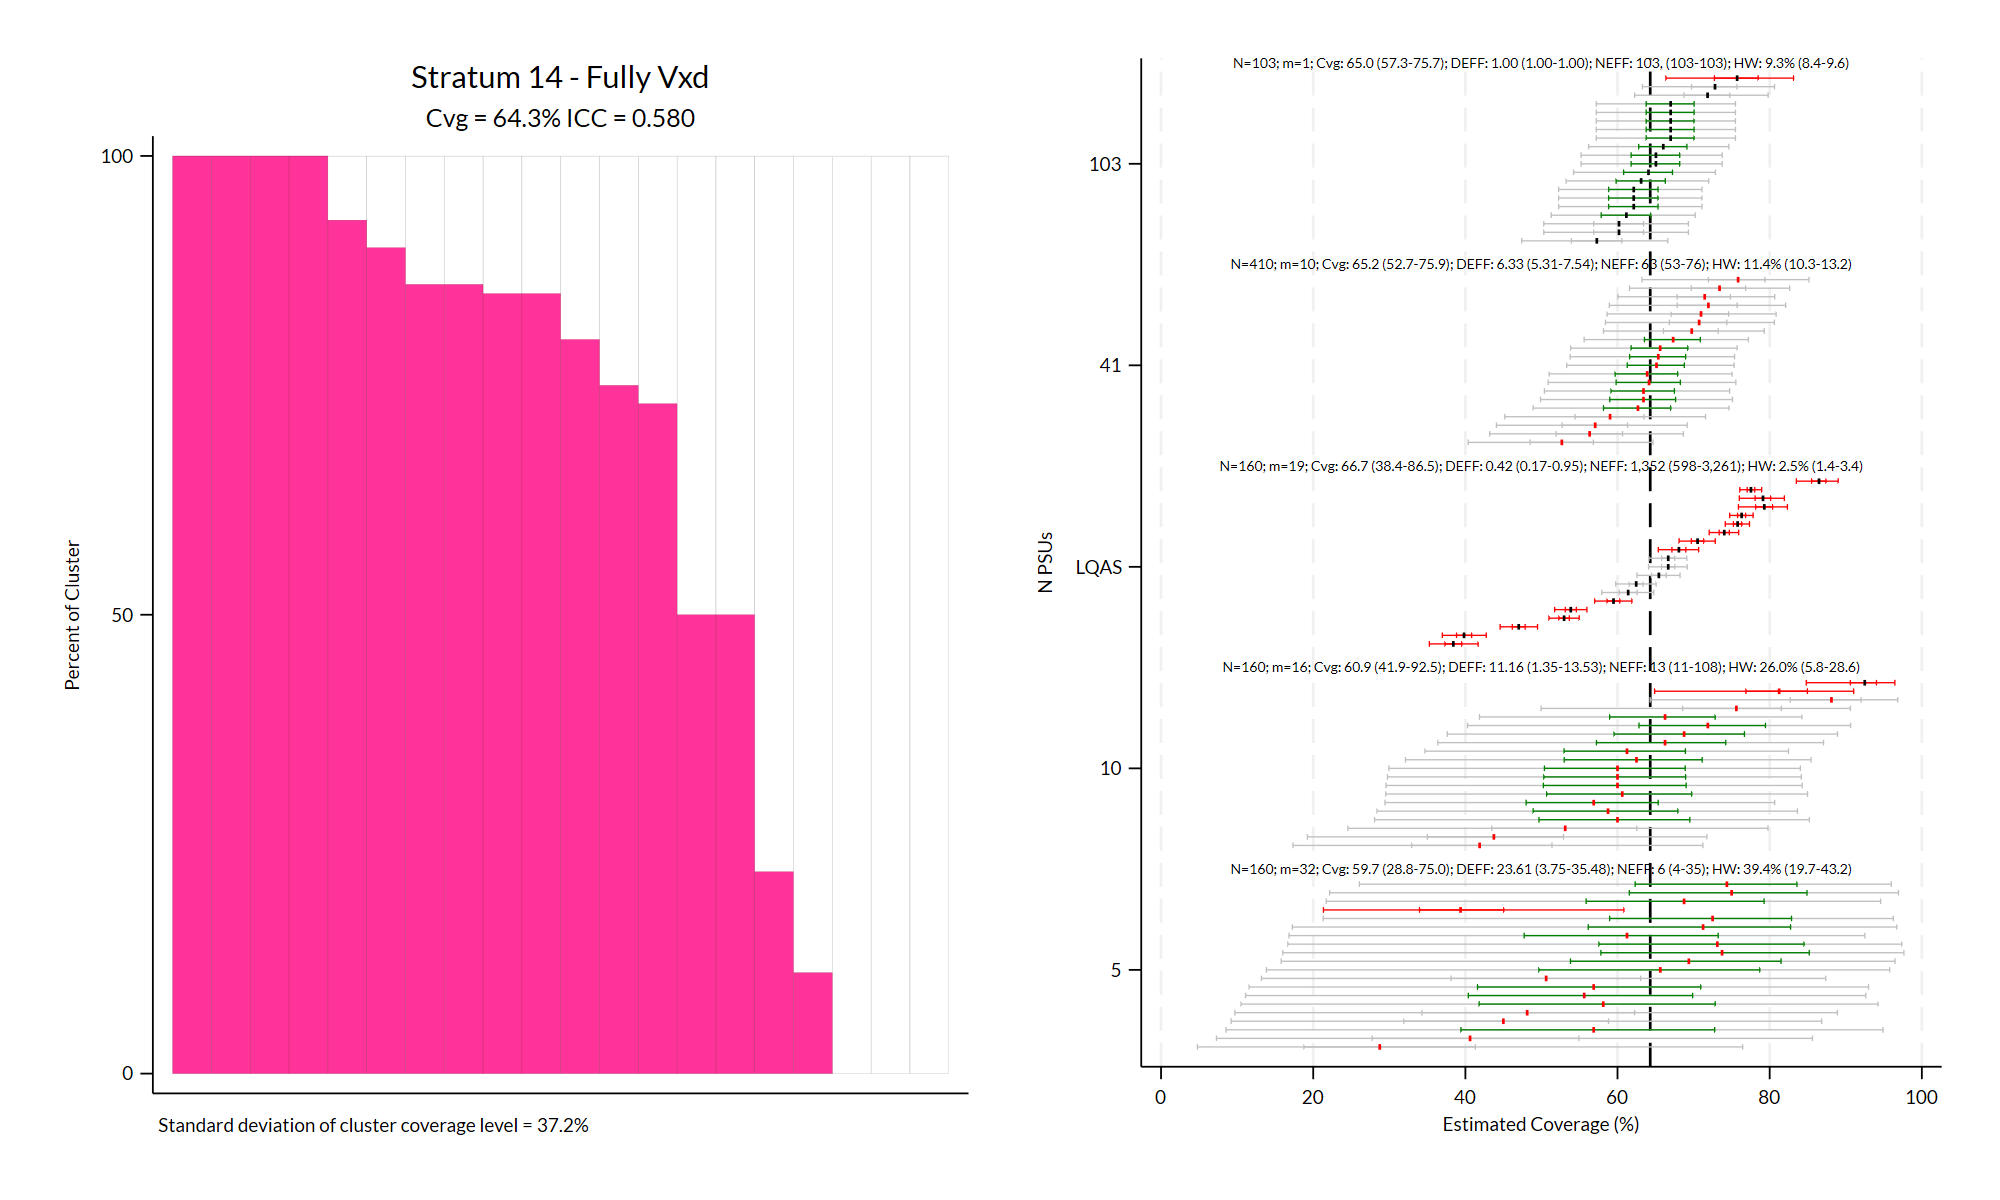 Stratum 14 - Fully Vxd
Cvg = 64.3% ICC = 0.580
100
50
0
Percent of Cluster
Standard deviation of cluster coverage level = 37.2%
N=103; m=1; Cvg: 65.0 (57.3-75.7); DEFF: 1.00 (1.00-1.00); NEFF: 103, (103-103); HW: 9.3% (8.4-9.6)
103
N=410; m=10; Cvg: 65.2 (52.7-75.9); DEFF: 6.33 (5.31-7.54); NEFF: 63 (53-76); HW: 11.4% (10.3-13.2)
41
N=160; m=19; Cvg: 66.7 (38.4-86.5); DEFF: 0.42 (0.17-0.95); NEFF: 1,352 (598-3,261); HW: 2.5% (1.4-3.4)
LQAS
N=160; m=16; Cvg: 60.9 (41.9-92.5); DEFF: 11.16 (1.35-13.53); NEFF: 13 (11-108); HW: 26.0% (5.8-28.6)
10
N=160; m=32; Cvg: 59.7 (28.8-75.0); DEFF: 23.61 (3.75-35.48); NEFF: 6 (4-35); HW: 39.4% (19.7-43.2)
5
N PSUs
0 20 40 60 80 100
Estimated Coverage (%)